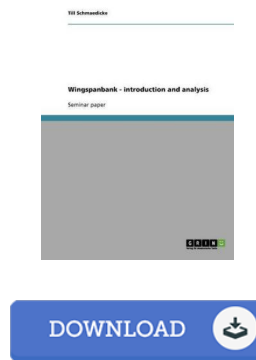 Till Schmaedicke
Wingspanbank - introduction and analysis
Seminar paper
GRIN
DOWNLOAD